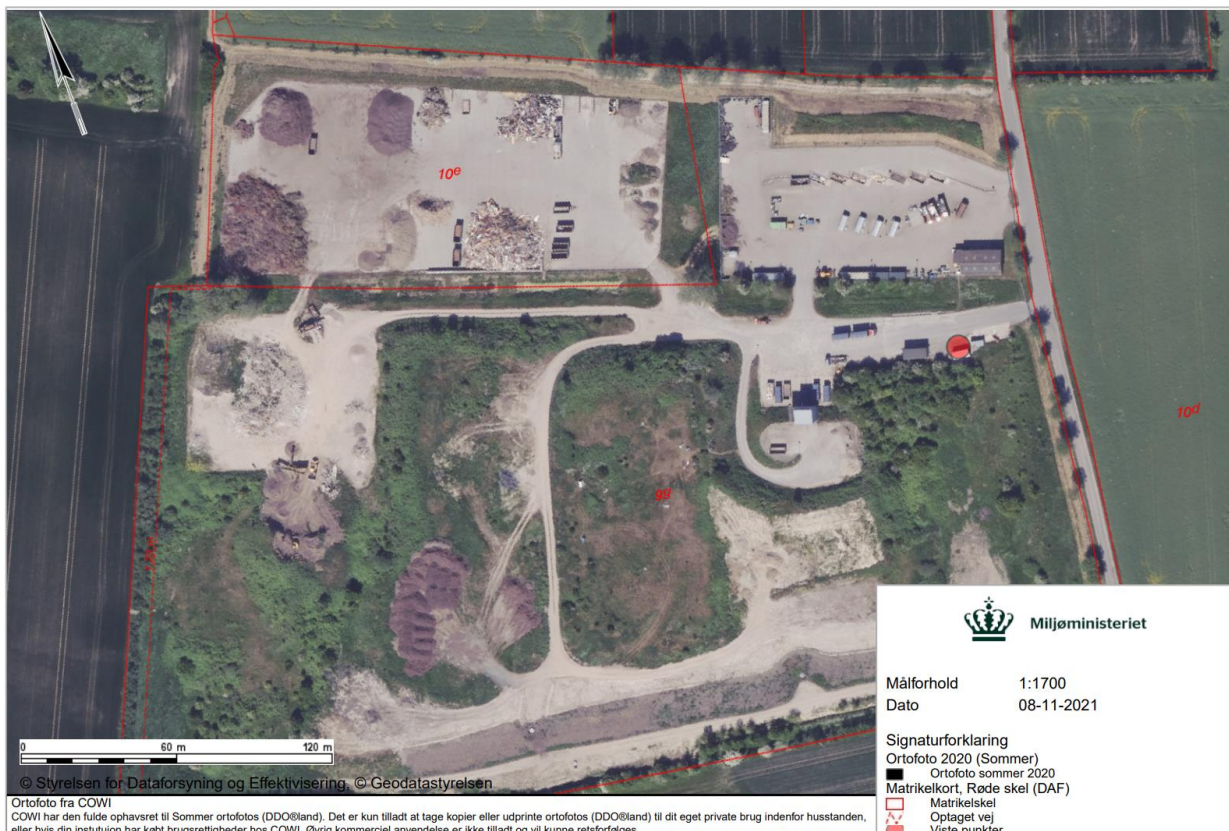 10e
10d
9g
0 60 m 120 m
© Styrelsen for Dataforsyning og Effektivisering, © Geodatastyrelsen
Miljøministeriet
Målforhold 1:1700
Dato 08-11-2021
Signaturforklaring
Ortofoto 2020 (Sommer)
Ortofoto sommer 2020
Matrikelkort, Røde skel (DAF)
Matrikelskel
Optaget vej
Viste punkter
Ortofoto fra COWI
COWI har den fulde ophavsret til Sommer ortofotos (DDO®land). Det er kun tilladt at tage kopier eller udprinte ortofotos (DDO®land) til dit eget private brug indenfor husstanden,
eller hvis din instutuion har købt brugsrettigheder hos COWI. Øvrig kommerciel anvendelse er ikke tilladt og vil kunne retsforfølges.